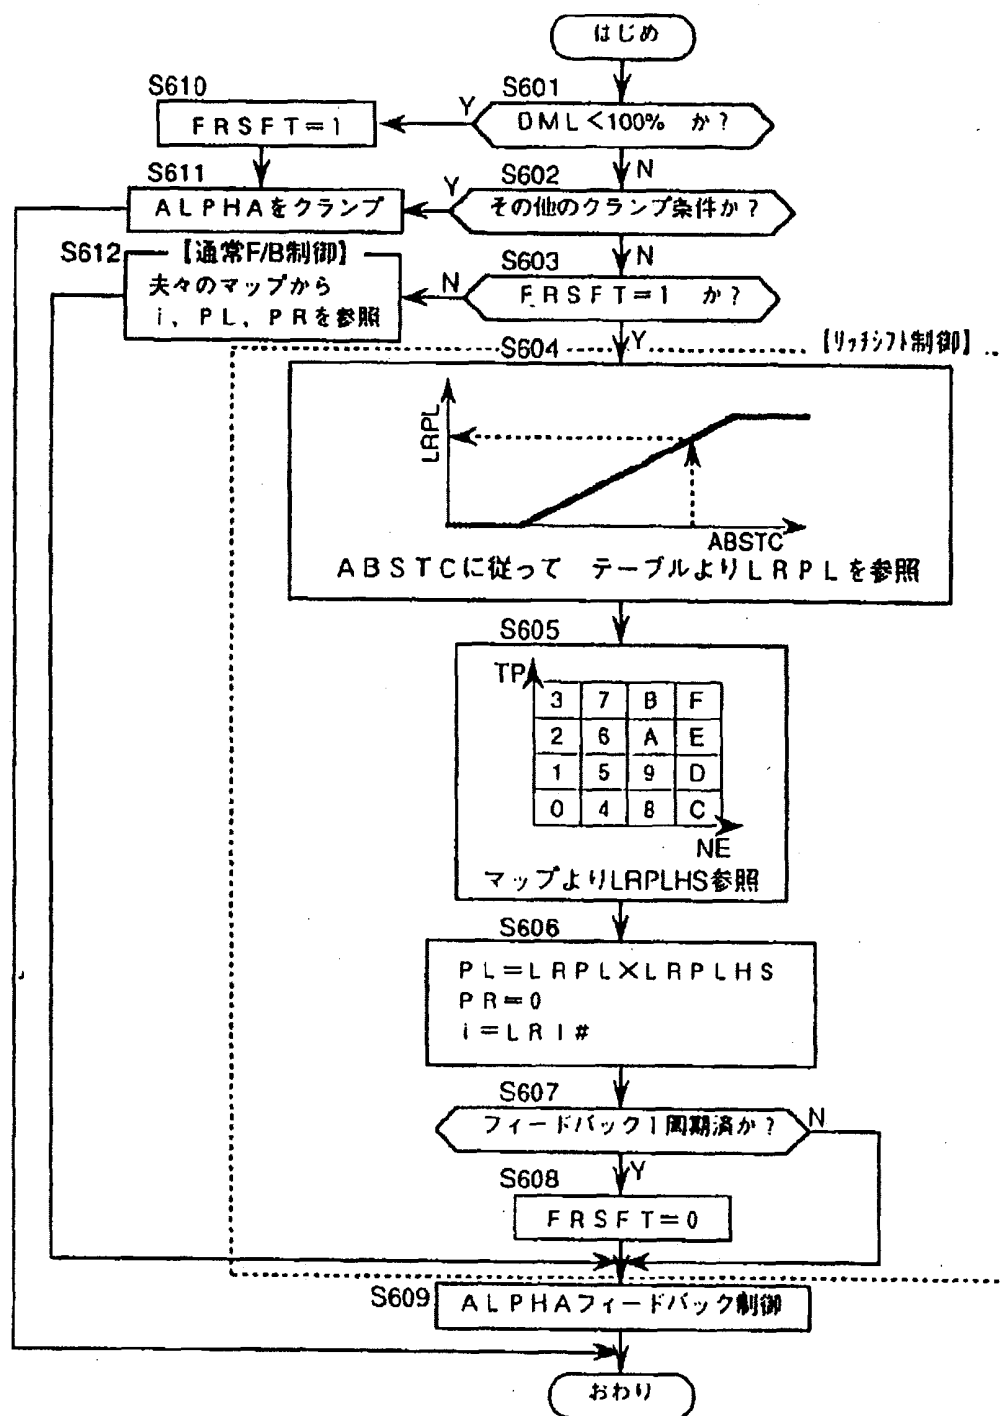 はじめ
S610
S601
FRSFT=1
Y
DML<100% か?
S611
S602
N
ALPHAをクランプ
Y
その他のクランプ条件か?
S612
【通常F/B制御】
S603
N
夫々のマップから
i、PL、PRを参照
N
FRSFT=1 か?
S604
Y
【リッチシフト制御】
LRPL
ABSTC
ABSTCに従って テーブルよりLRPLを参照
S605
TP
3 7 B F
2 6 A E
1 5 9 D
0 4 8 C
NE
マップよりLRPLHS参照
S606
PL=LRPL×LRPLHS
PR=0
i=LRI#
S607
フィードバック1周期済か?
N
S608
Y
FRSFT=0
S609
ALPHAフィードバック制御
おわり